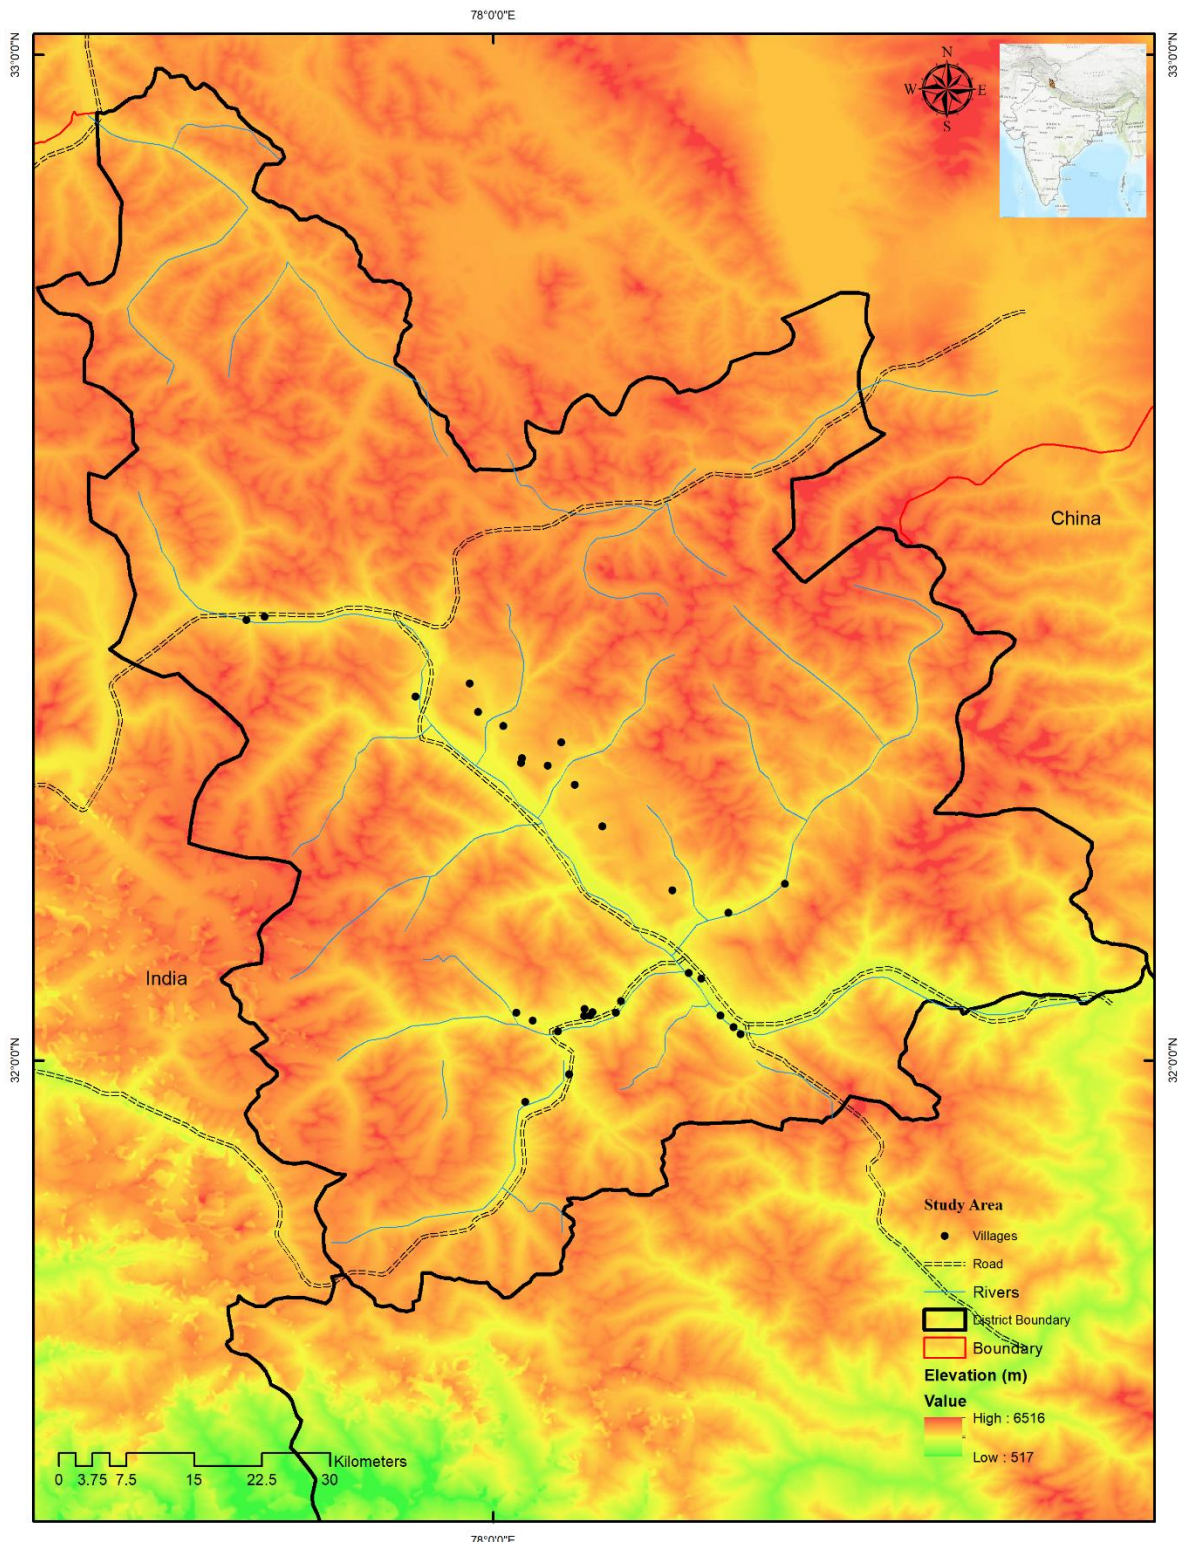 78°0'0"E
33°0'0"N
33°0'0"N
N
W E
S
China
India
32°0'0"N
32°0'0"N
Study Area
Villages
Road
Rivers
District Boundary
Boundary
Elevation (m)
Value
High : 6516
Low : 517
Kilometers
0 3.75 7.5 15 22.5 30
78°0'0"E